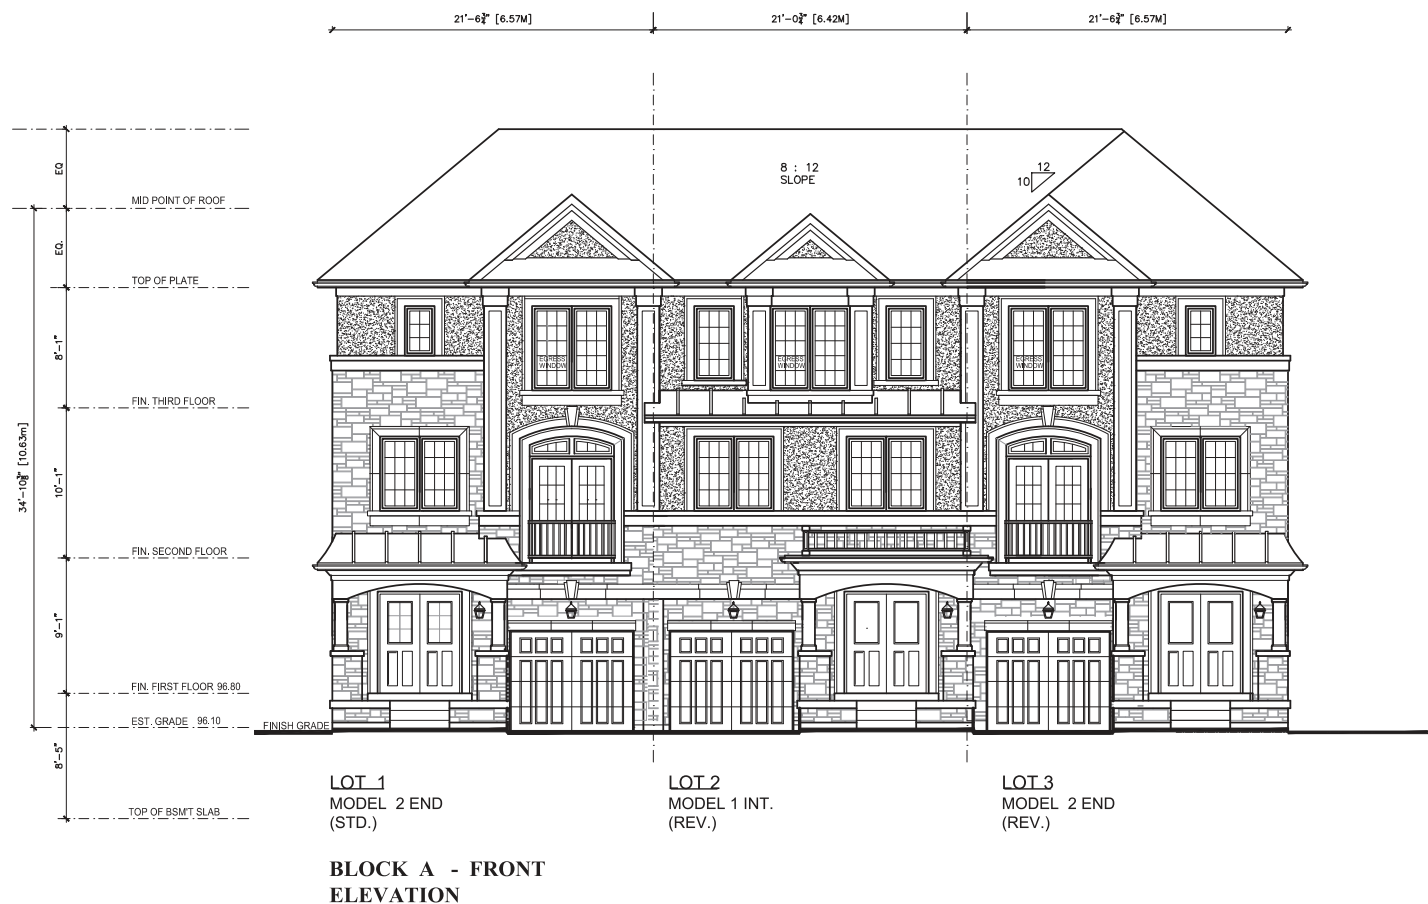 21'-6¾" [6.57M]
21'-0¾" [6.42M]
21'-6¾" [6.57M]
EQ
8 : 12
SLOPE
12
10
MID POINT OF ROOF
EQ.
TOP OF PLATE
8'-1"
EGRESS
WINDOW
EGRESS
WINDOW
EGRESS
WINDOW
FIN. THIRD FLOOR
34'-10⅜" [10.63m]
10'-1"
FIN. SECOND FLOOR
9'-1"
FIN. FIRST FLOOR 96.80
EST. GRADE 96.10
FINISH GRADE
8'-5"
TOP OF BSM'T SLAB
LOT 1
MODEL 2 END
(STD.)
LOT 2
MODEL 1 INT.
(REV.)
LOT 3
MODEL 2 END
(REV.)
BLOCK A - FRONT
ELEVATION